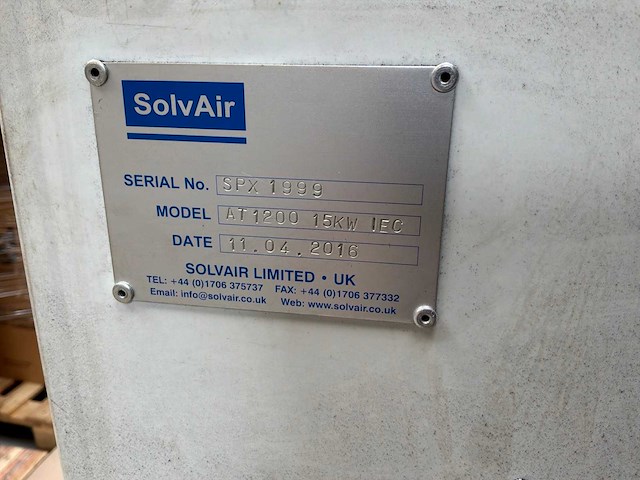 SolvAir
SERIAL No. SPX 1999
MODEL AT1200 15KW IEC
DATE 11.04.2016
SOLVAIR LIMITED • UK
TEL: +44 (0)1706 375737 FAX: +44 (0)1706 377332
Email: info@solvair.co.uk Web: www.solvair.co.uk